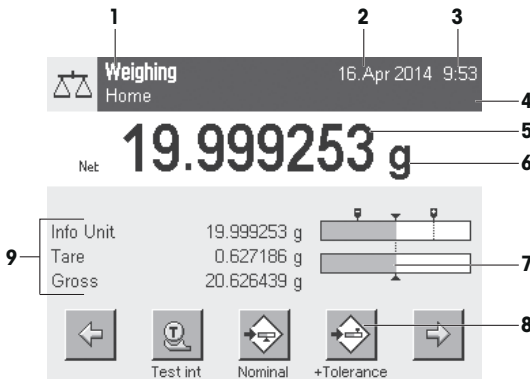 1 2 3
Weighing 16.Apr 2014 9:53
Home
4
5
Net 19.999253 g
6
Info Unit 19.999253 g
9 Tare 0.627186 g 7
Gross 20.626439 g
8
T
Test int Nominal +Tolerance